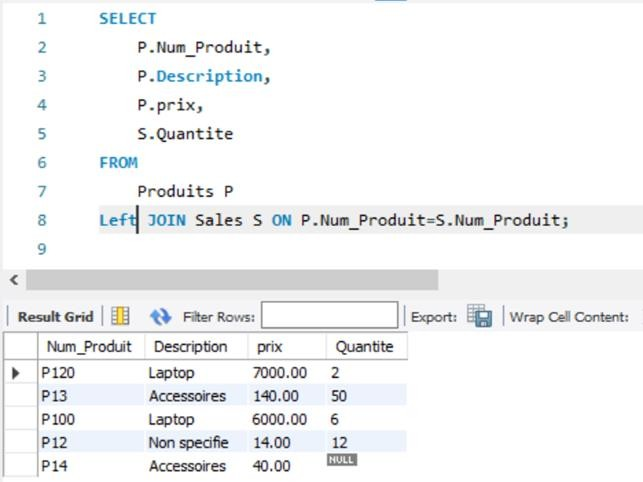 1 SELECT
2 P.Num_Produit,
3 P.Description,
4 P.prix,
5 S.Quantite
6 FROM
7 Produits P
8 Left JOIN Sales S ON P.Num_Produit=S.Num_Produit;
9
Result Grid Filter Rows: Export: Wrap Cell Content:
Num_Produit Description prix Quantite
P120 Laptop 7000.00 2
P13 Accessoires 140.00 50
P100 Laptop 6000.00 6
P12 Non specifie 14.00 12
P14 Accessoires 40.00 NULL